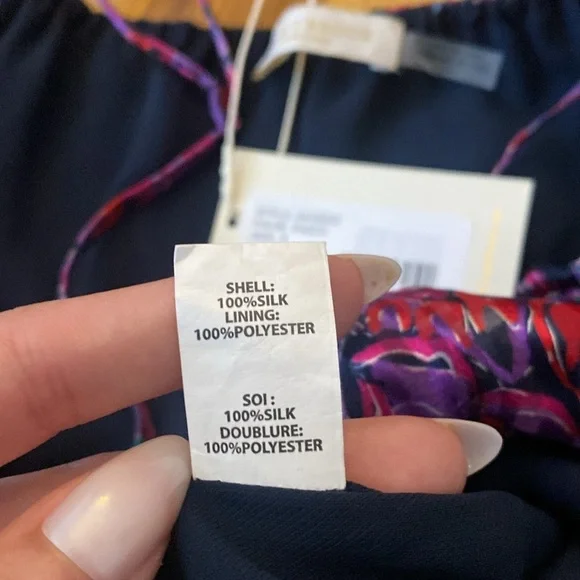 SHELL:
100%SILK
LINING:
100%POLYESTER
SOI :
100%SILK
DOUBLURE:
100%POLYESTER